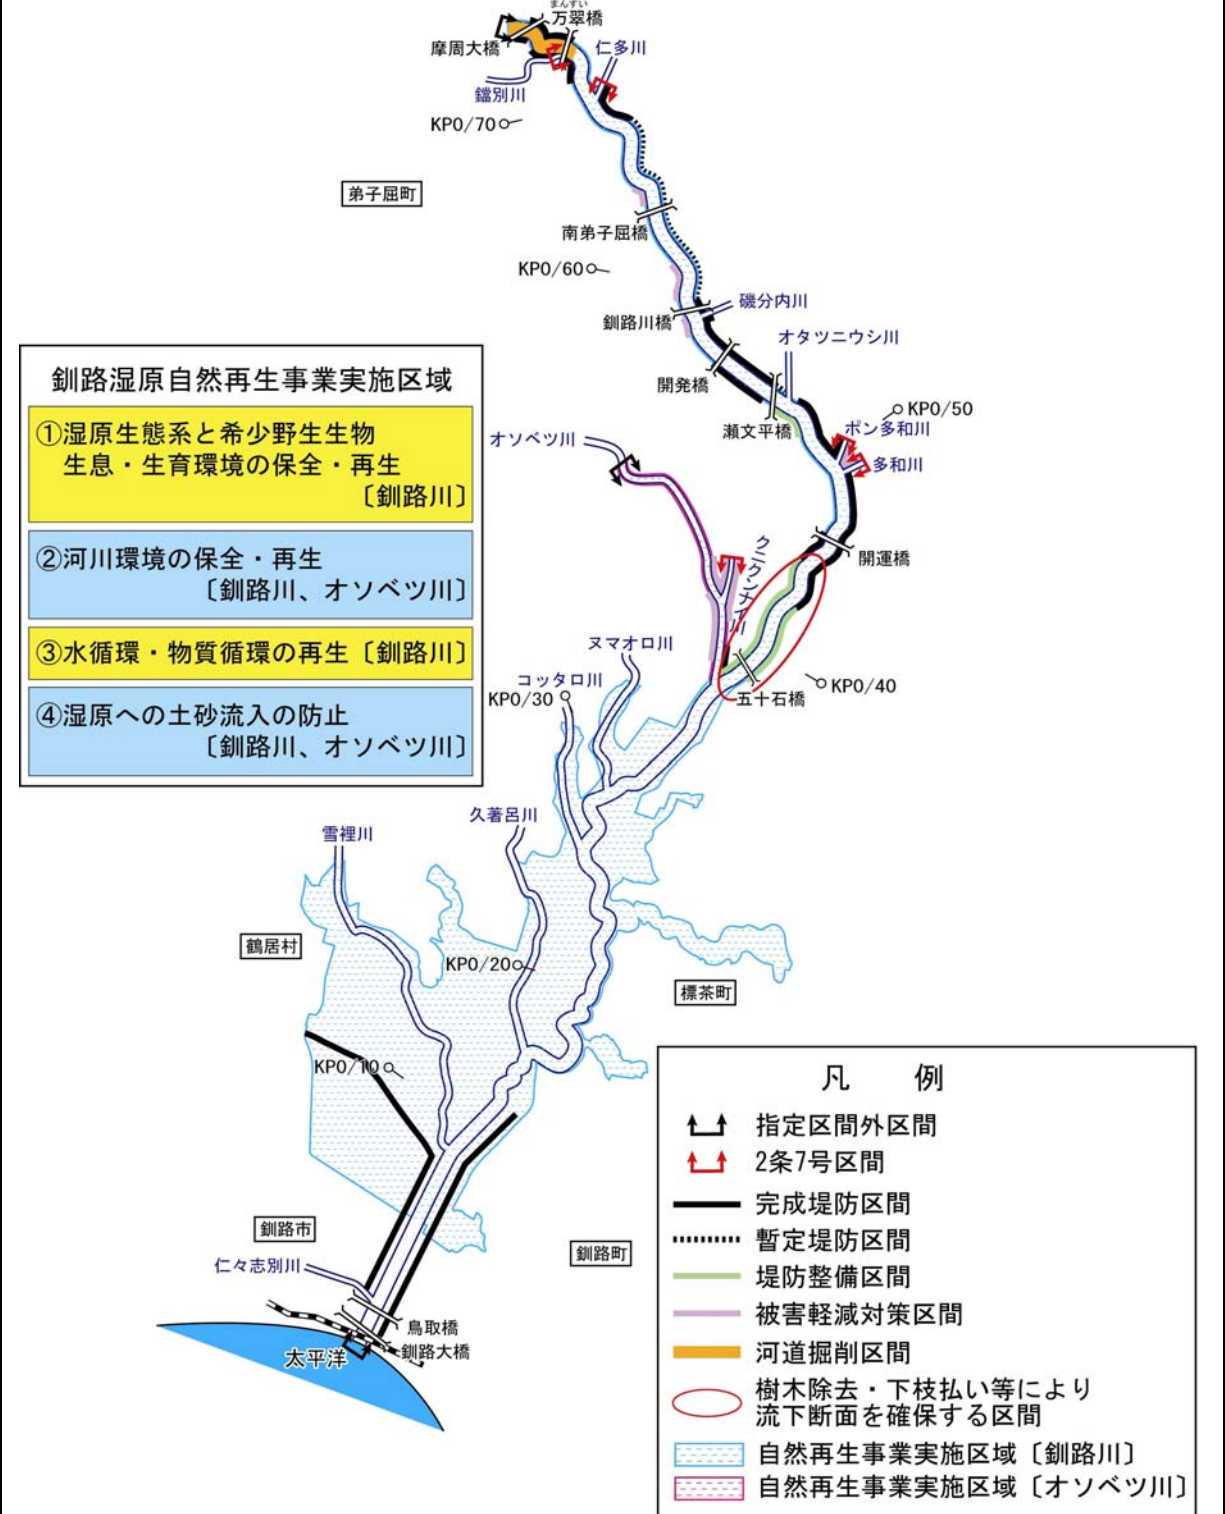 まんすい
万翠橋
摩周大橋
仁多川
鐺別川
KP0/70
弟子屈町
南弟子屈橋
KP0/60
磯分内川
釧路川橋
オタツニウシ川
開発橋
KP0/50
瀬文平橋
ポン多和川
多和川
オソベツ川
開運橋
クニクンナイ川
釧路湿原自然再生事業実施区域
①湿原生態系と希少野生生物
生息・生育環境の保全・再生
〔釧路川〕
②河川環境の保全・再生
〔釧路川、オソベツ川〕
③水循環・物質循環の再生〔釧路川〕
④湿原への土砂流入の防止
〔釧路川、オソベツ川〕
ヌマオロ川
コッタロ川
KP0/30
KP0/40
五十石橋
久著呂川
雪裡川
鶴居村
KP0/20
標茶町
KP0/10
釧路市
釧路町
仁々志別川
鳥取橋
釧路大橋
太平洋
凡 例
指定区間外区間
2条7号区間
完成堤防区間
暫定堤防区間
堤防整備区間
被害軽減対策区間
河道掘削区間
樹木除去・下枝払い等により
流下断面を確保する区間
自然再生事業実施区域〔釧路川〕
自然再生事業実施区域〔オソベツ川〕